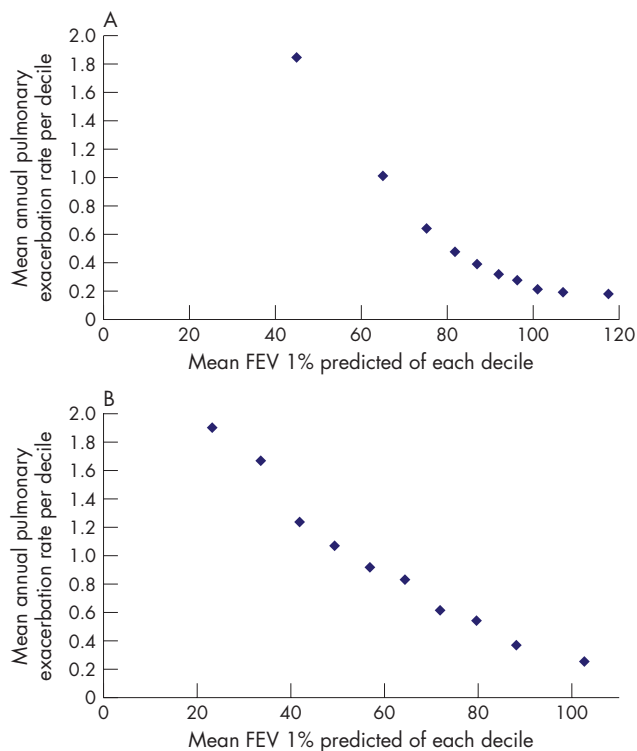 A
2.0
1.8
1.6
1.4
1.2
1.0
0.8
0.6
0.4
0.2
0
Mean annual pulmonary
exacerbation rate per decile
0 20 40 60 80 100 120
Mean FEV 1% predicted of each decile
B
2.0
1.8
1.6
1.4
1.2
1.0
0.8
0.6
0.4
0.2
0
Mean annual pulmonary
exacerbation rate per decile
0 20 40 60 80 100
Mean FEV 1% predicted of each decile